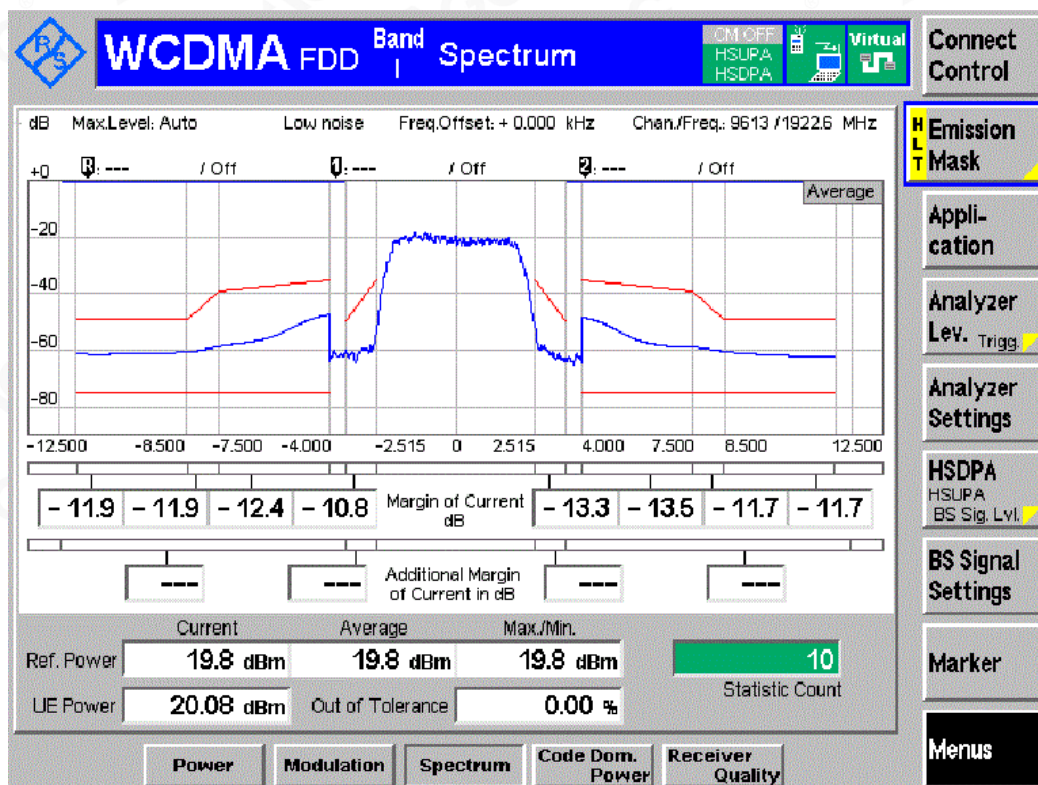 R S
WCDMA FDD Band I Spectrum
CM OFF
HSUPA
HSDPA
Virtual
Connect
Control
dB Max.Level: Auto Low noise Freq.Offset: + 0.000 kHz Chan./Freq.: 9613 / 1922.6 MHz
H
L
T
Emission
Mask
+0 R: --- / Off 1: --- / Off 2: --- / Off
Average
-20
-40
-60
-80
-12.500 -8.500 -7.500 -4.000 -2.515 0 2.515 4.000 7.500 8.500 12.500
Appli-
cation
Analyzer
Lev. Trigg.
Analyzer
Settings
- 11.9 - 11.9 - 12.4 - 10.8 Margin of Current dB - 13.3 - 13.5 - 11.7 - 11.7
HSDPA
HSUPA
BS Sig. Lvl.
--- --- Additional Margin of Current in dB --- ---
BS Signal
Settings
Current Average Max./Min.
Ref. Power 19.8 dBm 19.8 dBm 19.8 dBm 10
Statistic Count
UE Power 20.08 dBm Out of Tolerance 0.00 %
Marker
Menus
Power Modulation Spectrum Code Dom. Power Receiver Quality